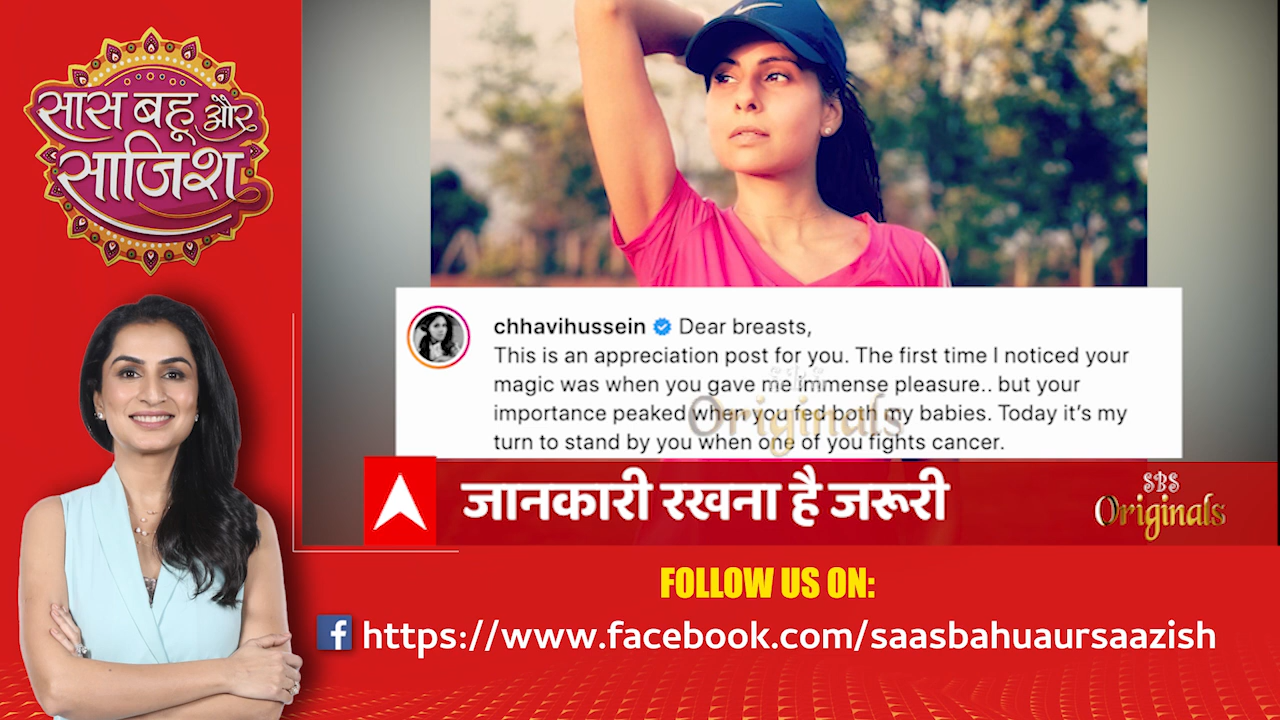 सास बहू और
साजिश
chhavihussein Dear breasts,
This is an appreciation post for you. The first time I noticed your
magic was when you gave me immense pleasure.. but your
importance peaked when you fed both my babies. Today it’s my
turn to stand by you when one of you fights cancer.
SBS
Originals
जानकारी रखना है जरूरी
SBS
Originals
FOLLOW US ON:
f https://www.facebook.com/saasbahuaursaazish